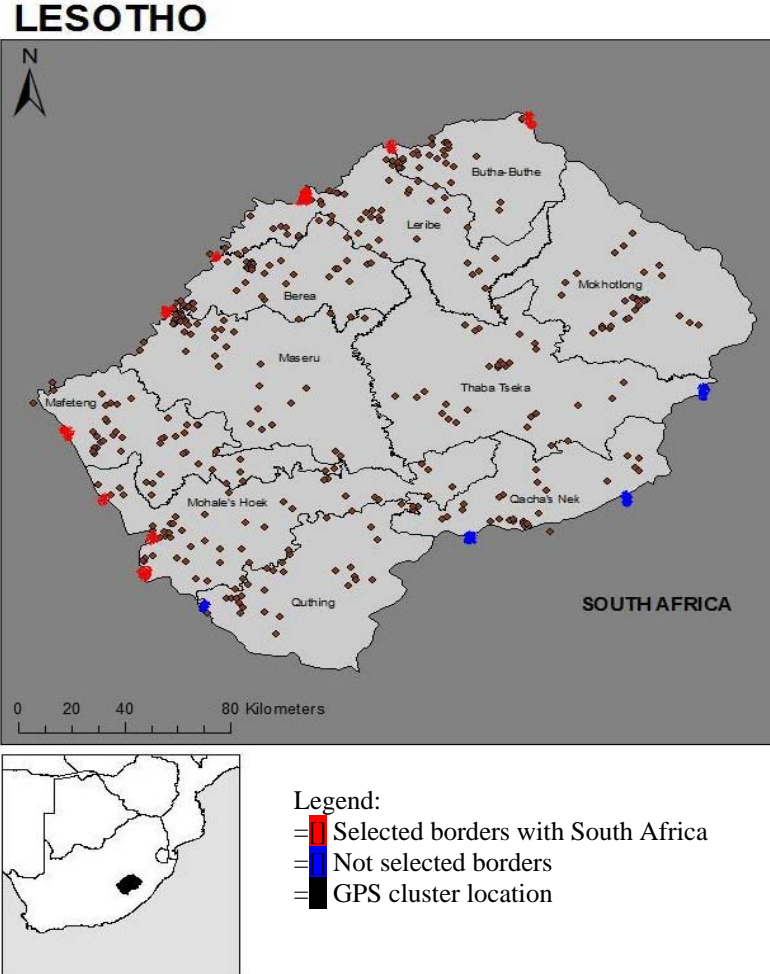 LESOTHO
N
Butha-Buthe
Leribe
Mokhotlong
Berea
Maseru
Thaba Tseka
Mafeteng
Mohale's Hoek
Qacha's Nek
Quthing
SOUTH AFRICA
0 20 40 80 Kilometers
Legend:
=[] Selected borders with South Africa
=[] Not selected borders
= GPS cluster location